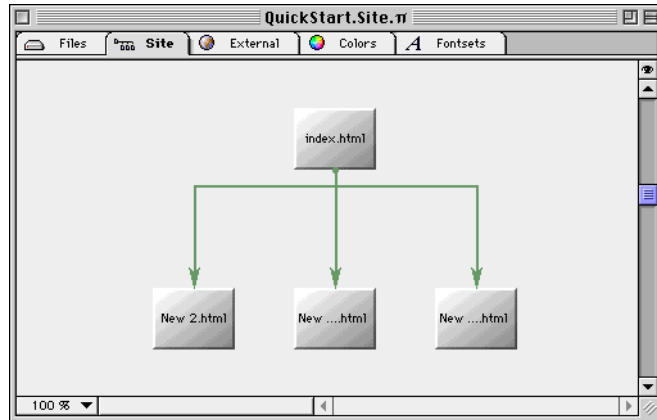 QuickStart.Site.π
Files Site External Colors Fontsets
index.html
New 2.html New ....html New ....html
100 %